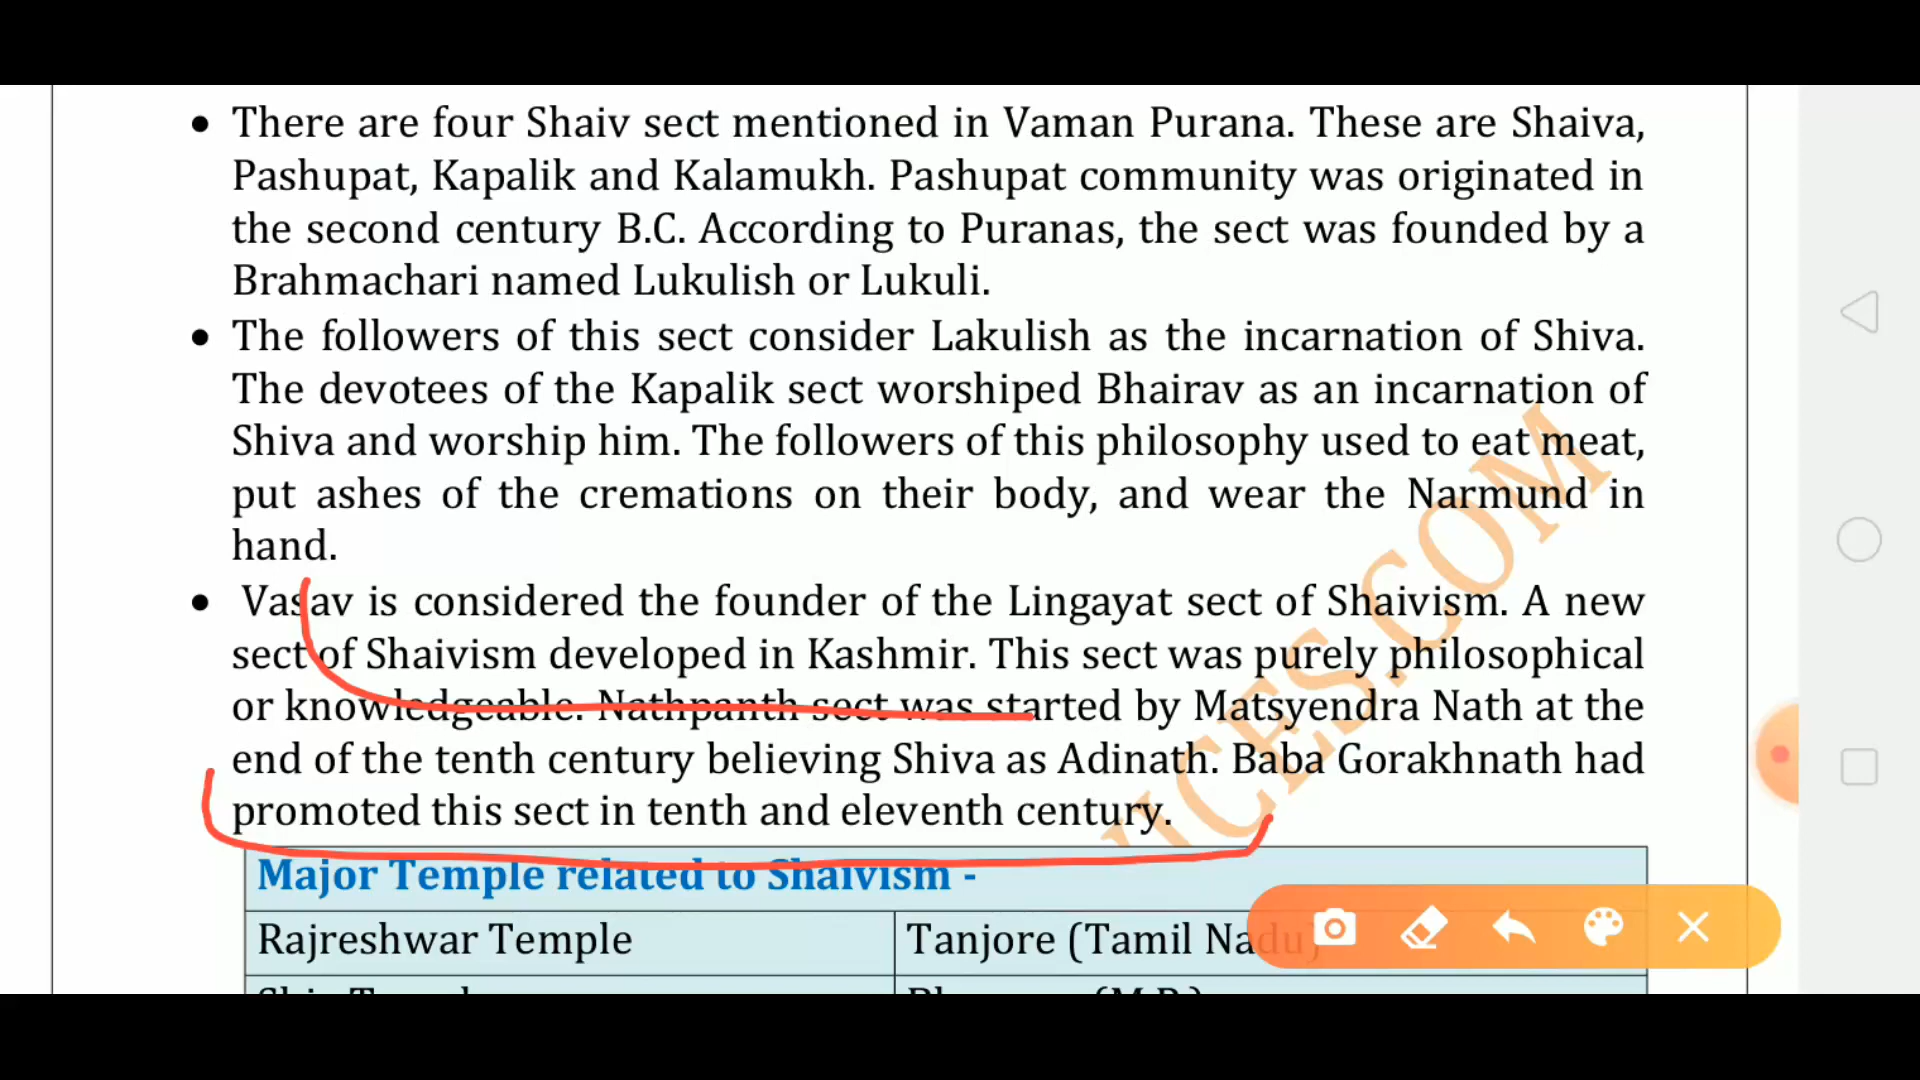 • There are four Shaiv sect mentioned in Vaman Purana. These are Shaiva,
Pashupat, Kapalik and Kalamukh. Pashupat community was originated in
the second century B.C. According to Puranas, the sect was founded by a
Brahmachari named Lukulish or Lukuli.
• The followers of this sect consider Lakulish as the incarnation of Shiva.
The devotees of the Kapalik sect worshiped Bhairav as an incarnation of
Shiva and worship him. The followers of this philosophy used to eat meat,
put ashes of the cremations on their body, and wear the Narmund in
hand.
• Vasav is considered the founder of the Lingayat sect of Shaivism. A new
sect of Shaivism developed in Kashmir. This sect was purely philosophical
or knowledgeable. Nathpanth sect was started by Matsyendra Nath at the
end of the tenth century believing Shiva as Adinath. Baba Gorakhnath had
promoted this sect in tenth and eleventh century.
Major Temple related to Shaivism -
Rajreshwar Temple Tanjore (Tamil Nadu)
VICES.COM